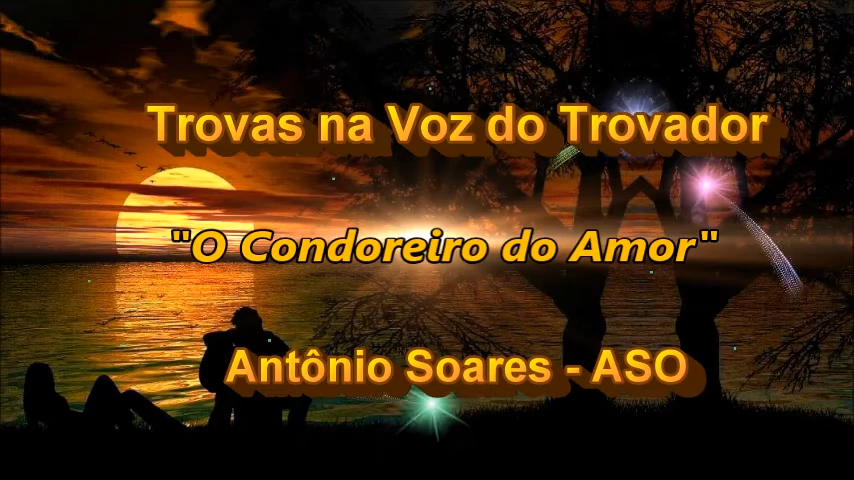 Trovas na Voz do Trovador
"O Condoreiro do Amor"
Antônio Soares - ASO